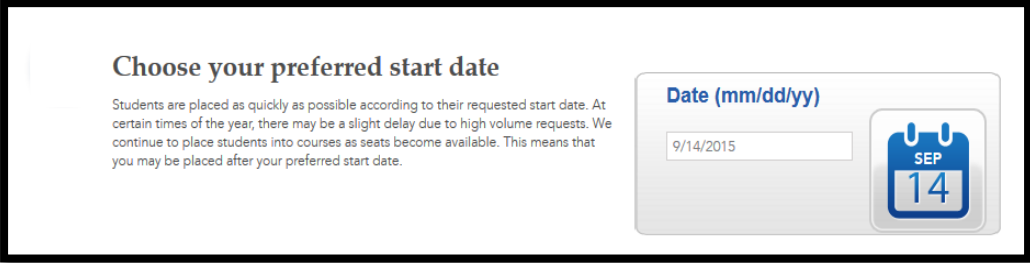 Choose your preferred start date
Students are placed as quickly as possible according to their requested start date. At
certain times of the year, there may be a slight delay due to high volume requests. We
continue to place students into courses as seats become available. This means that
you may be placed after your preferred start date.
Date (mm/dd/yy)
9/14/2015
SEP
14